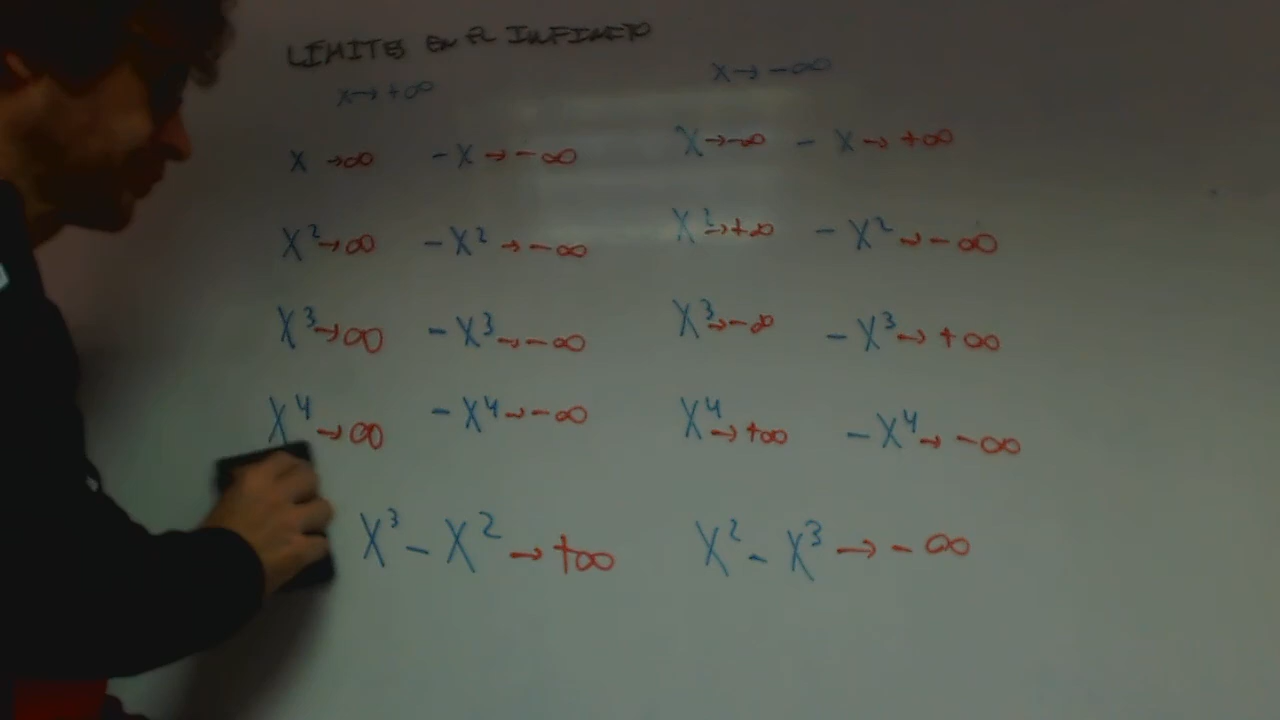 LÍMITES EN EL INFINITO
x → +∞ x → -∞
x → ∞ -x → -∞ x → -∞ -x → +∞
x² → ∞ -x² → -∞ x² → +∞ -x² → -∞
x³ → ∞ -x³ → -∞ x³ → -∞ -x³ → +∞
x⁴ → ∞ -x⁴ → -∞ x⁴ → +∞ -x⁴ → -∞
x³ - x² → +∞ x² - x³ → -∞